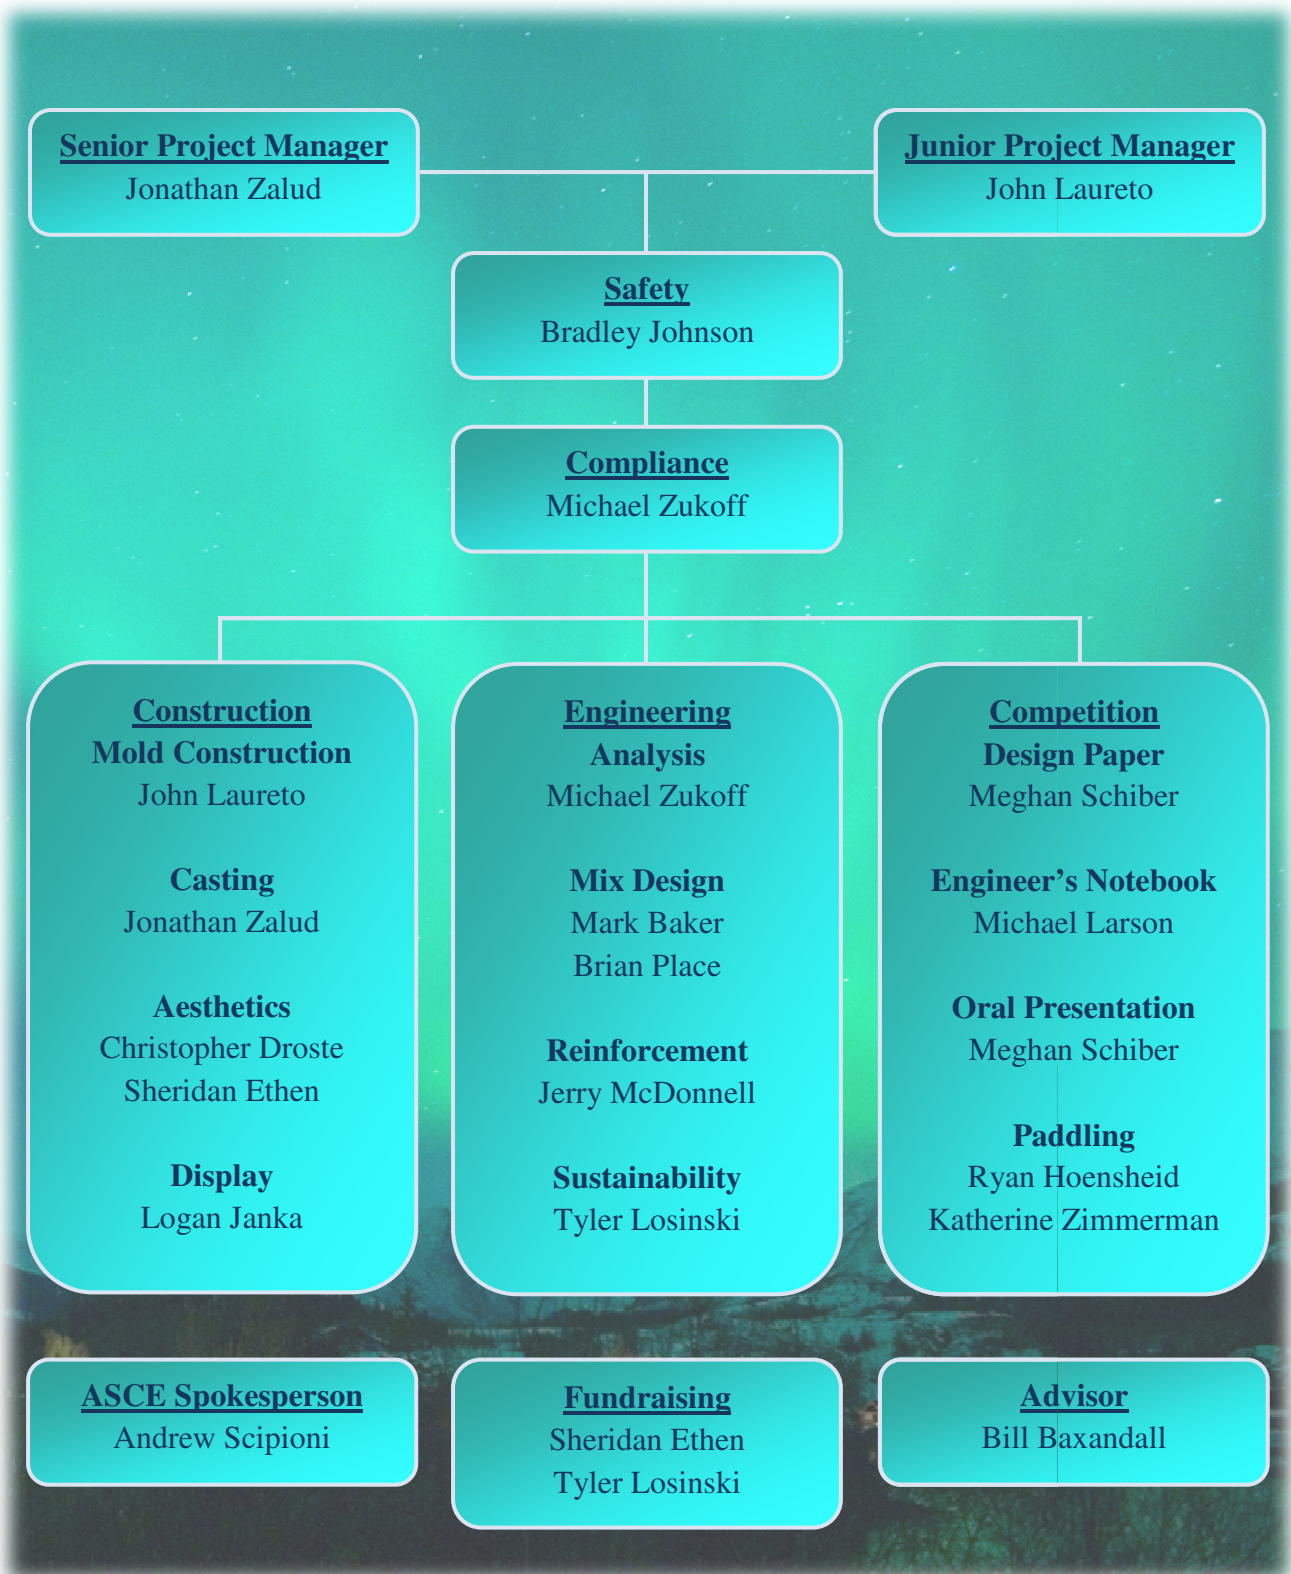 Senior Project Manager
Jonathan Zalud
Junior Project Manager
John Laureto
Safety
Bradley Johnson
Compliance
Michael Zukoff
Construction
Mold Construction
John Laureto
Casting
Jonathan Zalud
Aesthetics
Christopher Droste
Sheridan Ethen
Display
Logan Janka
Engineering
Analysis
Michael Zukoff
Mix Design
Mark Baker
Brian Place
Reinforcement
Jerry McDonnell
Sustainability
Tyler Losinski
Competition
Design Paper
Meghan Schiber
Engineer’s Notebook
Michael Larson
Oral Presentation
Meghan Schiber
Paddling
Ryan Hoensheid
Katherine Zimmerman
ASCE Spokesperson
Andrew Scipioni
Fundraising
Sheridan Ethen
Tyler Losinski
Advisor
Bill Baxandall